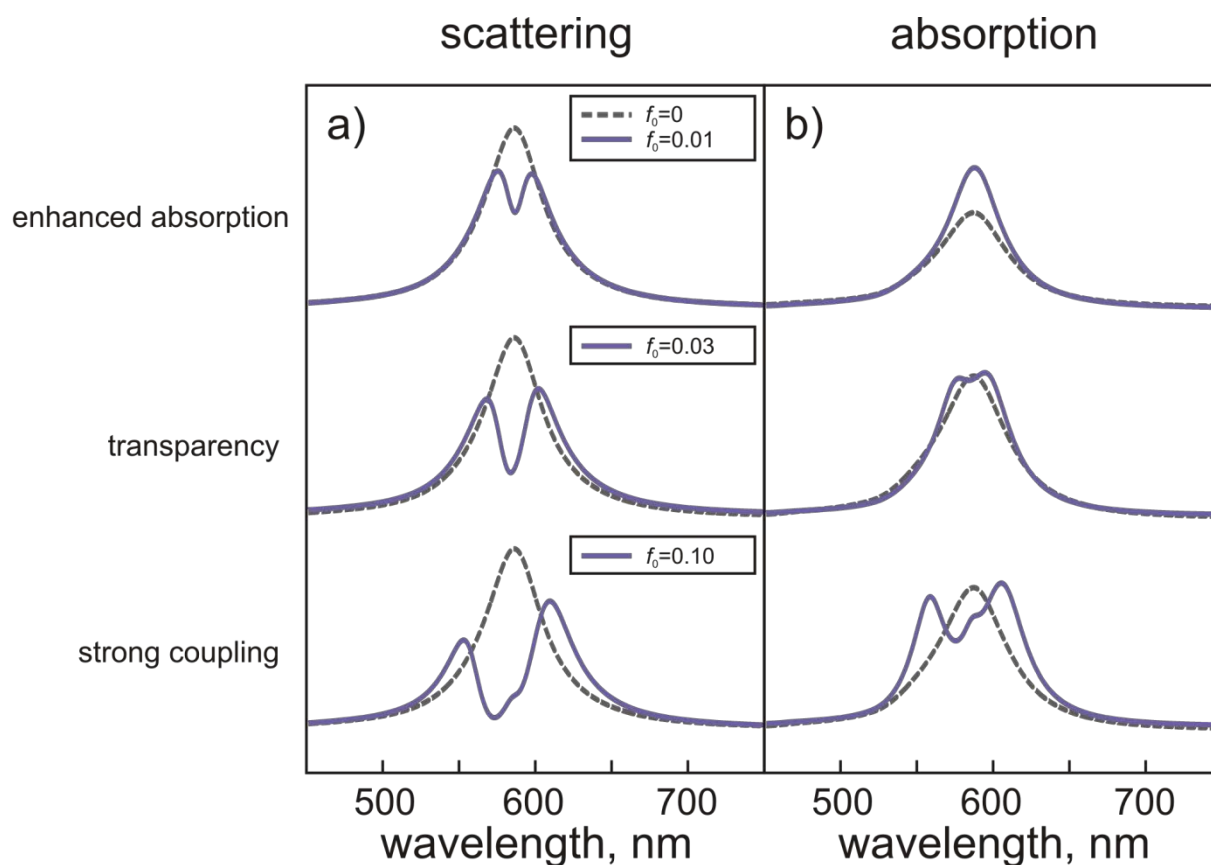 scattering
absorption
a)
b)
f₀=0
f₀=0.01
enhanced absorption
f₀=0.03
transparency
f₀=0.10
strong coupling
500
600
700
500
600
700
wavelength, nm
wavelength, nm